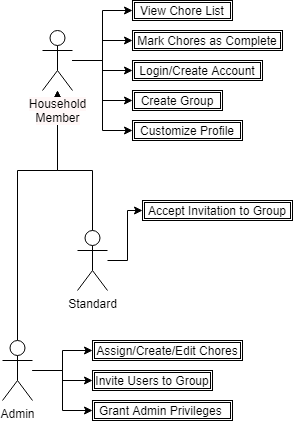 View Chore List
Mark Chores as Complete
Login/Create Account
Household
Member
Create Group
Customize Profile
Accept Invitation to Group
Standard
Assign/Create/Edit Chores
Invite Users to Group
Admin
Grant Admin Privileges